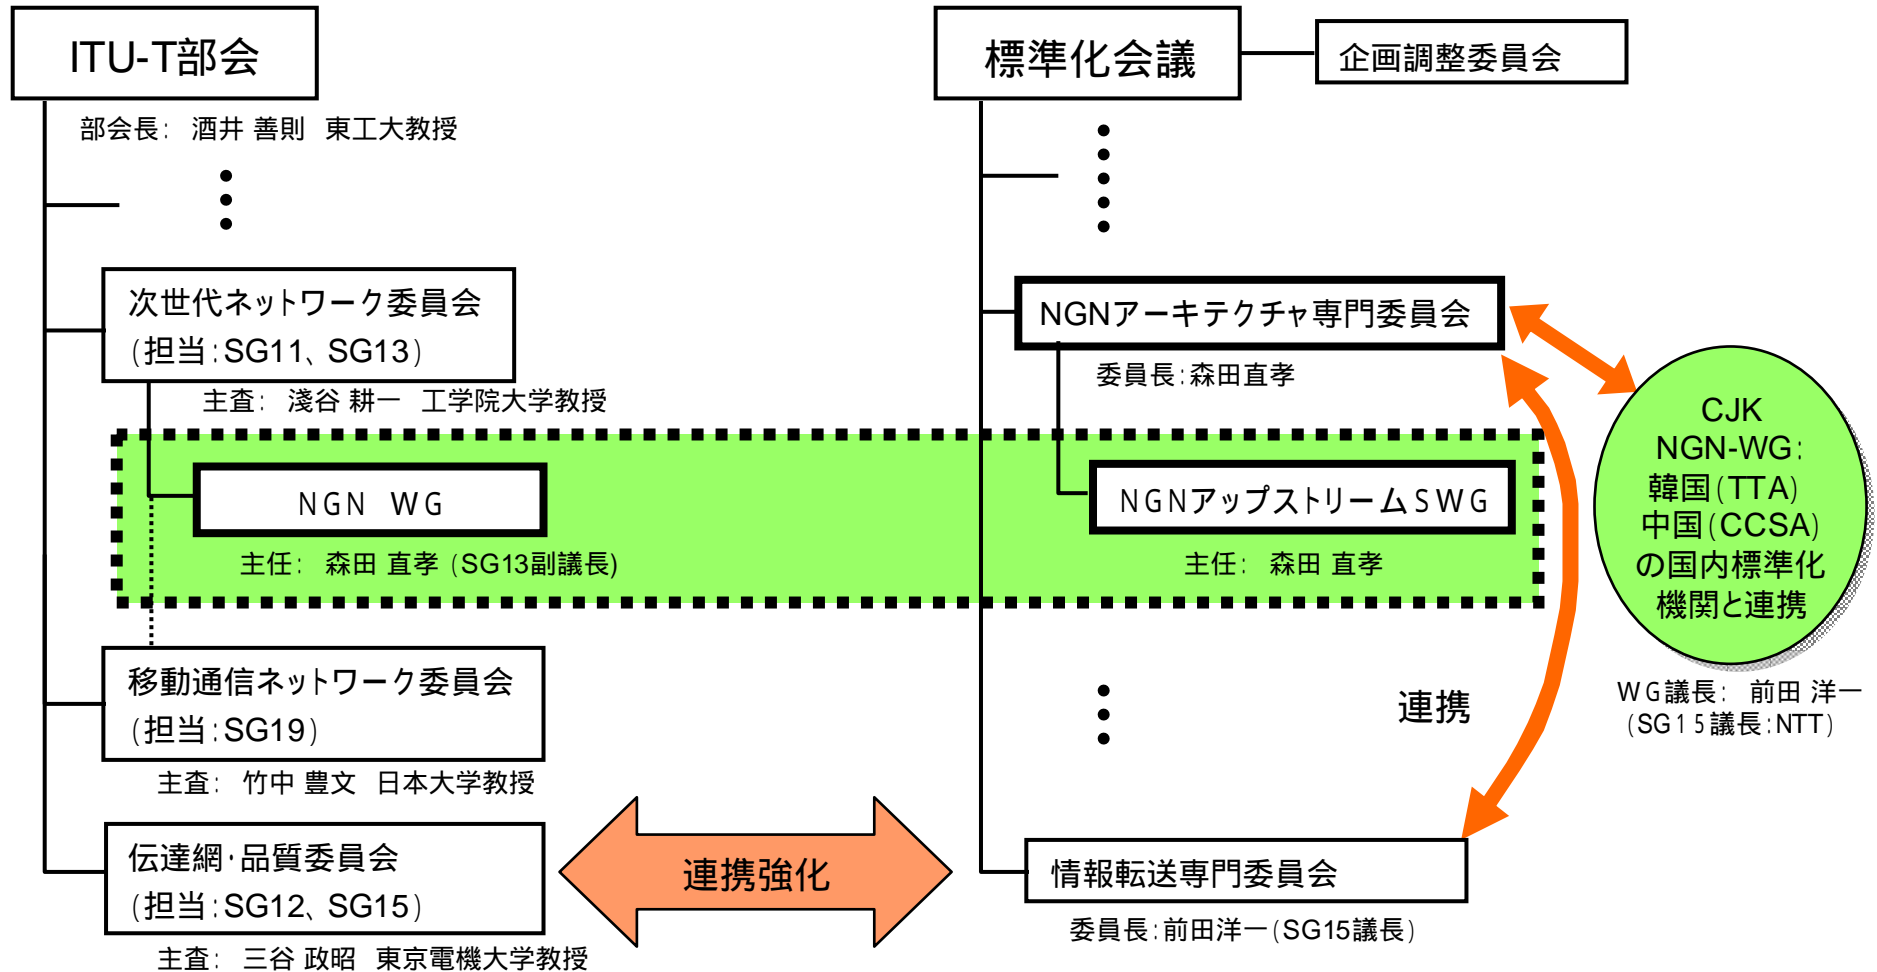 ITU-T部会
部会長： 酒井 善則 東工大教授
次世代ネットワーク委員会
(担当：SG11、SG13)
主査： 淺谷 耕一 工学院大学教授
NGN WG
主任： 森田 直孝 (SG13副議長)
移動通信ネットワーク委員会
(担当：SG19)
主査： 竹中 豊文 日本大学教授
伝達網・品質委員会
(担当：SG12、SG15)
主査： 三谷 政昭 東京電機大学教授
連携強化
標準化会議
企画調整委員会
NGNアーキテクチャ専門委員会
委員長：森田直孝
NGNアップストリームSWG
主任： 森田 直孝
連携
情報転送専門委員会
委員長：前田洋一(SG15議長)
CJK
NGN-WG：
韓国(TTA)
中国(CCSA)
の国内標準化
機関と連携
WG議長： 前田 洋一
(SG15議長：NTT)